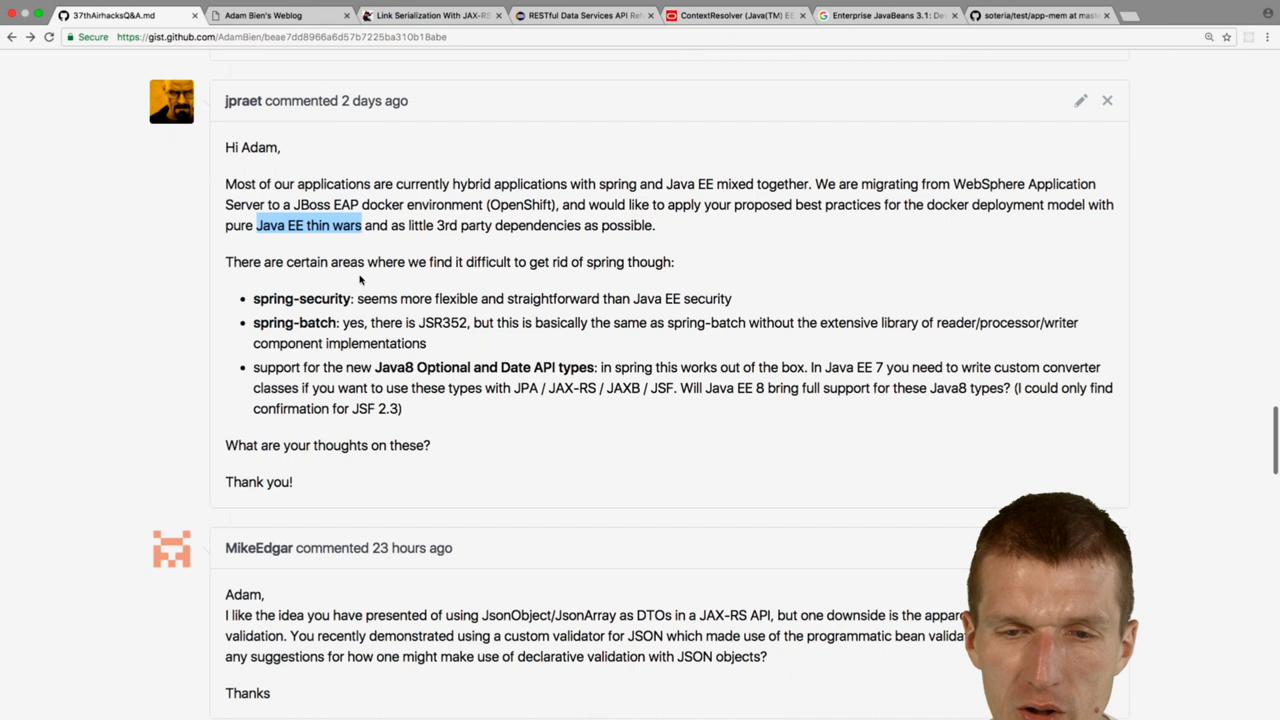 37thAirhacksQ&A.md
Adam Bien's Weblog
Link Serialization With JAX-RS
RESTful Data Services API Re
ContextResolver (Java(TM) EE
Enterprise JavaBeans 3.1: De
soteria/test/app-mem at mast
Secure https://gist.github.com/AdamBien/beae7dd8966a6d57b7225ba310b18abe
jpraet commented 2 days ago
Hi Adam,
Most of our applications are currently hybrid applications with spring and Java EE mixed together. We are migrating from WebSphere Application
Server to a JBoss EAP docker environment (OpenShift), and would like to apply your proposed best practices for the docker deployment model with
pure Java EE thin wars and as little 3rd party dependencies as possible.
There are certain areas where we find it difficult to get rid of spring though:
• spring-security: seems more flexible and straightforward than Java EE security
• spring-batch: yes, there is JSR352, but this is basically the same as spring-batch without the extensive library of reader/processor/writer
component implementations
• support for the new Java8 Optional and Date API types: in spring this works out of the box. In Java EE 7 you need to write custom converter
classes if you want to use these types with JPA / JAX-RS / JAXB / JSF. Will Java EE 8 bring full support for these Java8 types? (I could only find
confirmation for JSF 2.3)
What are your thoughts on these?
Thank you!
MikeEdgar commented 23 hours ago
Adam,
I like the idea you have presented of using JsonObject/JsonArray as DTOs in a JAX-RS API, but one downside is the appar
validation. You recently demonstrated using a custom validator for JSON which made use of the programmatic bean valida
any suggestions for how one might make use of declarative validation with JSON objects?
Thanks